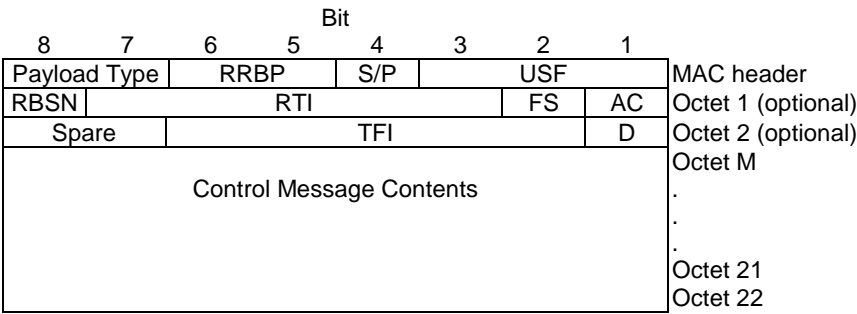 Bit
8 7 6 5 4 3 2 1
Payload Type RRBP S/P USF MAC header
RBSN RTI FS AC Octet 1 (optional)
Spare TFI D Octet 2 (optional)
Octet M
Control Message Contents .
.
.
Octet 21
Octet 22